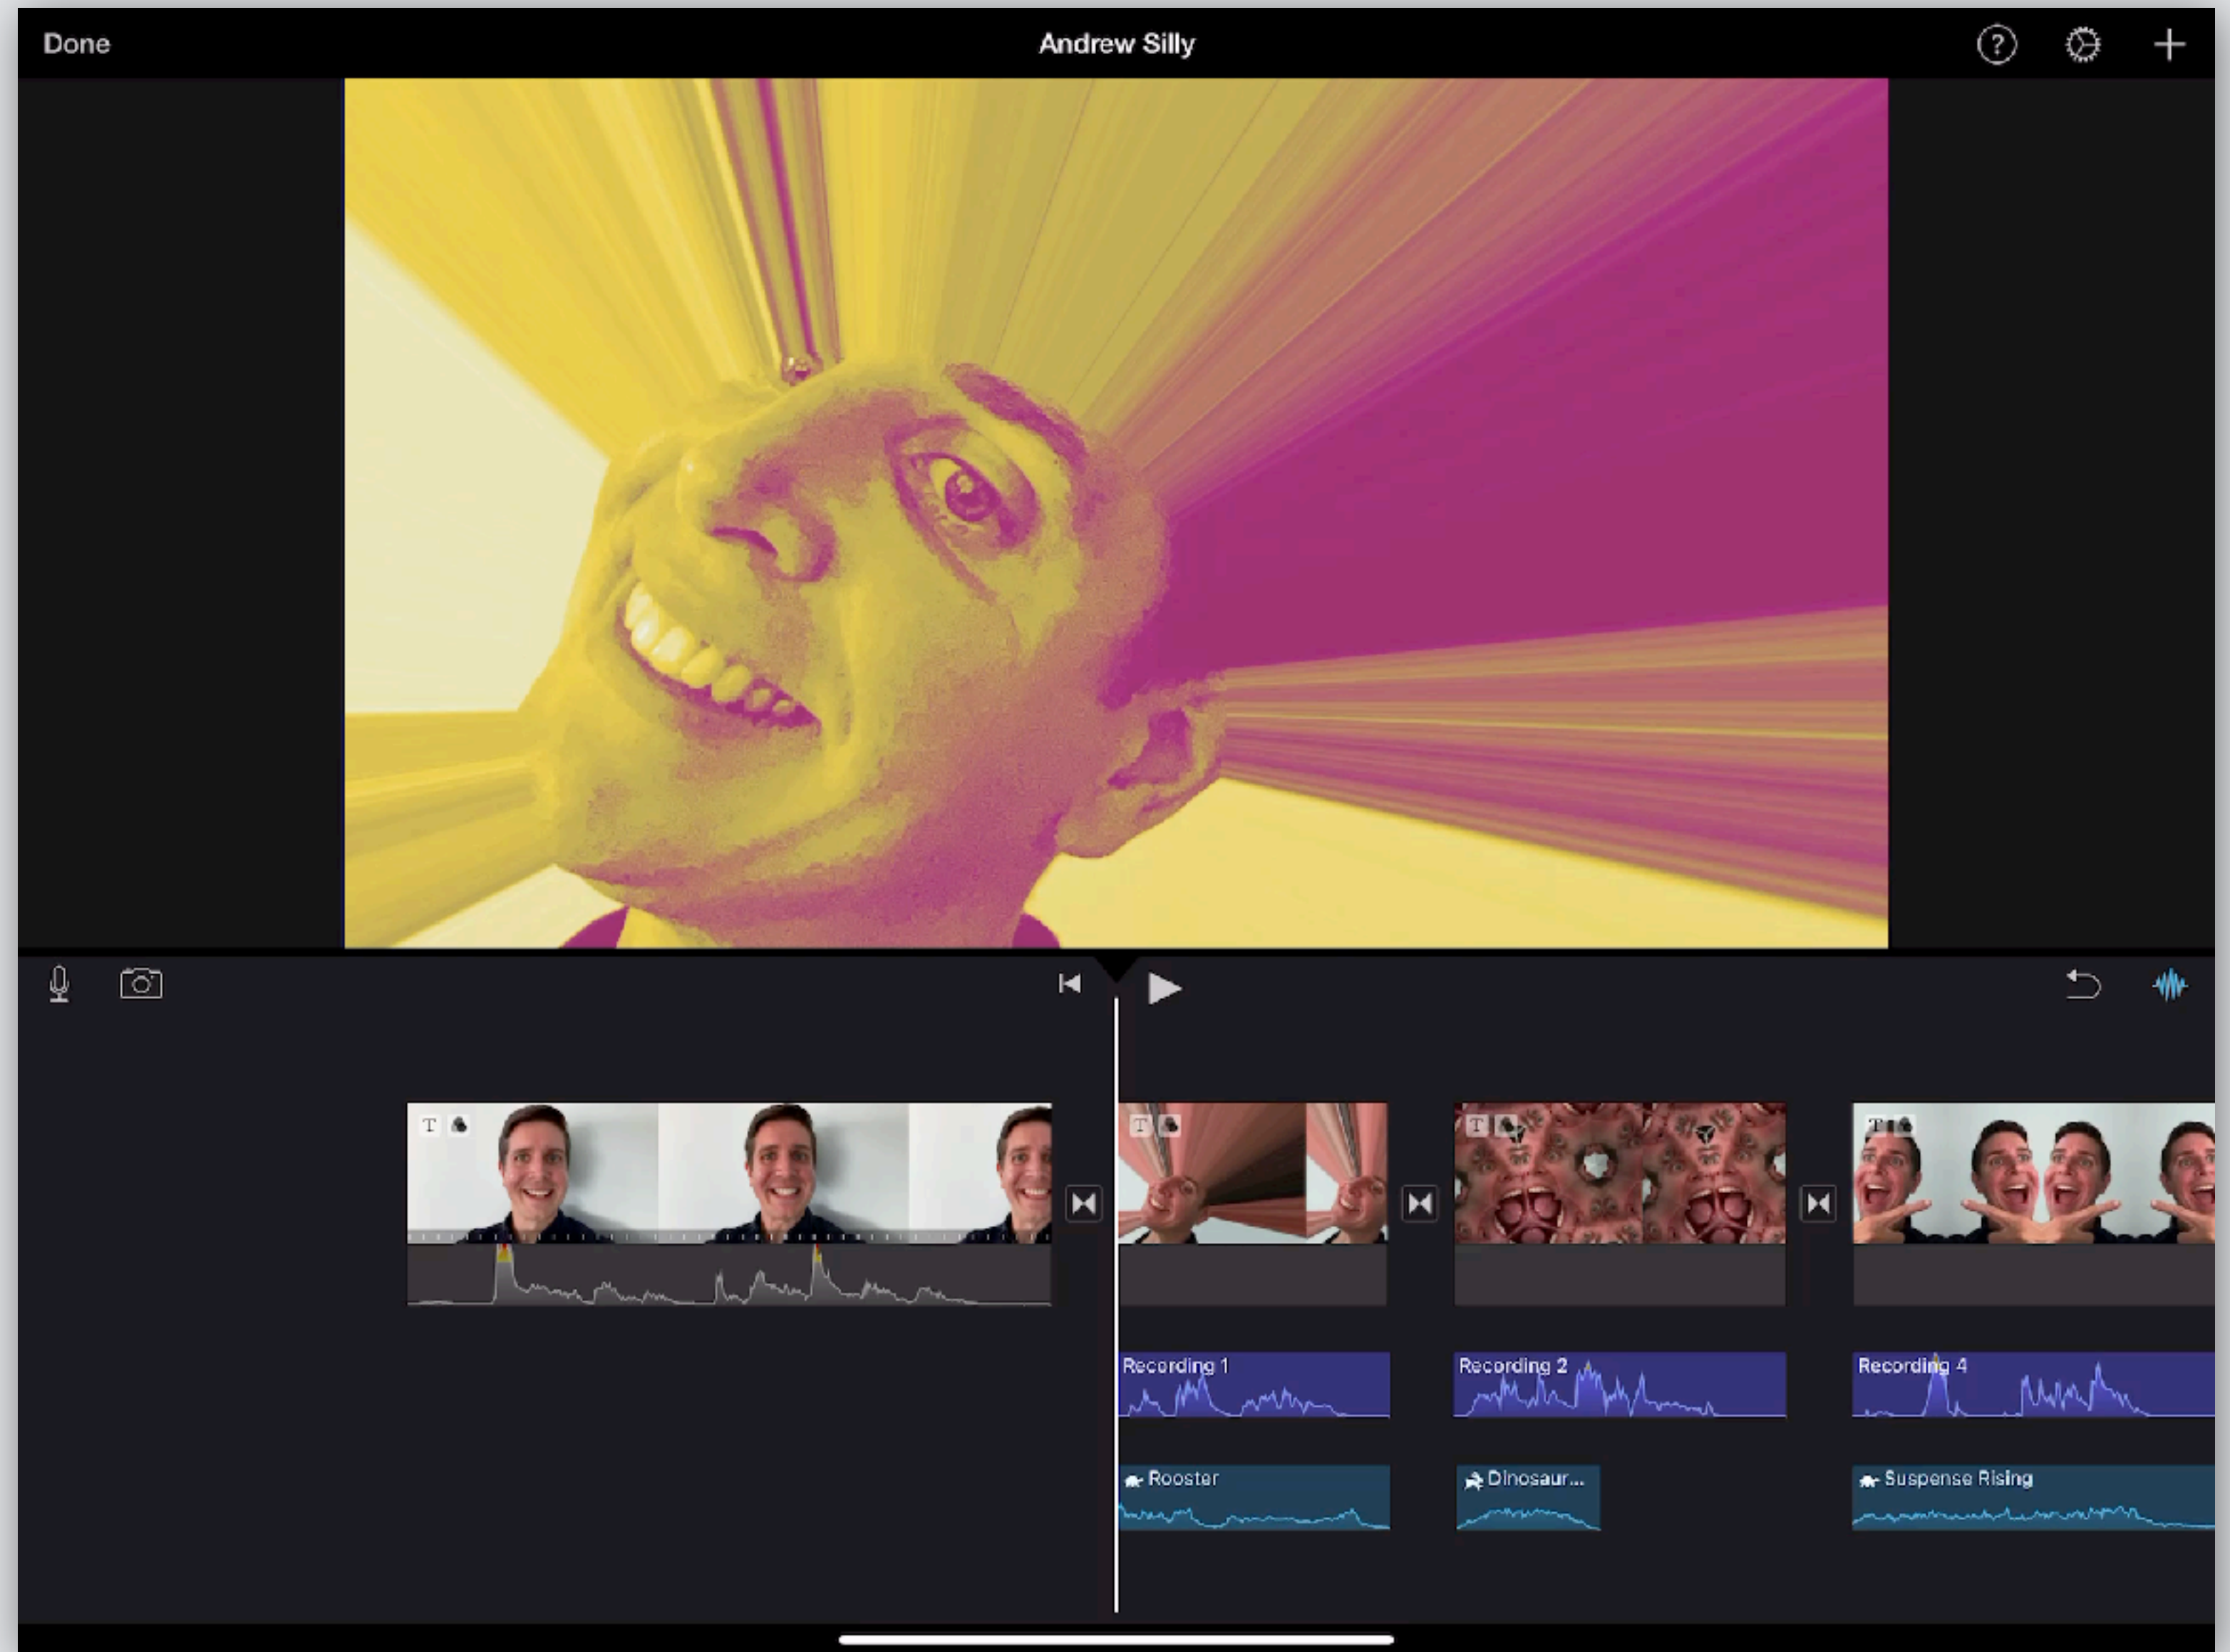 Done
Andrew Silly
?
T
T
T
T
Recording 1
Recording 2
Recording 4
Rooster
Dinosaur...
Suspense Rising